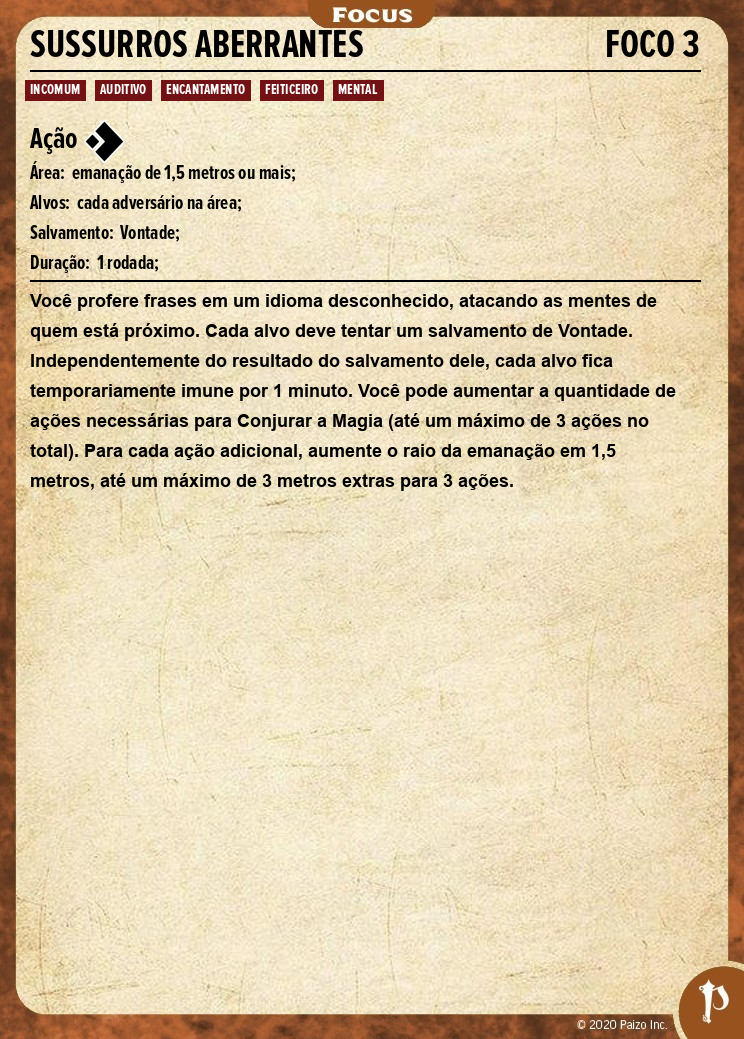 Focus
SUSSURROS ABERRANTES FOCO 3
INCOMUM AUDITIVO ENCANTAMENTO FEITICEIRO MENTAL
Ação
Área: emanação de 1,5 metros ou mais;
Alvos: cada adversário na área;
Salvamento: Vontade;
Duração: 1 rodada;
Você profere frases em um idioma desconhecido, atacando as mentes de
quem está próximo. Cada alvo deve tentar um salvamento de Vontade.
Independentemente do resultado do salvamento dele, cada alvo fica
temporariamente imune por 1 minuto. Você pode aumentar a quantidade de
ações necessárias para Conjurar a Magia (até um máximo de 3 ações no
total). Para cada ação adicional, aumente o raio da emanação em 1,5
metros, até um máximo de 3 metros extras para 3 ações.
© 2020 Paizo Inc.
P